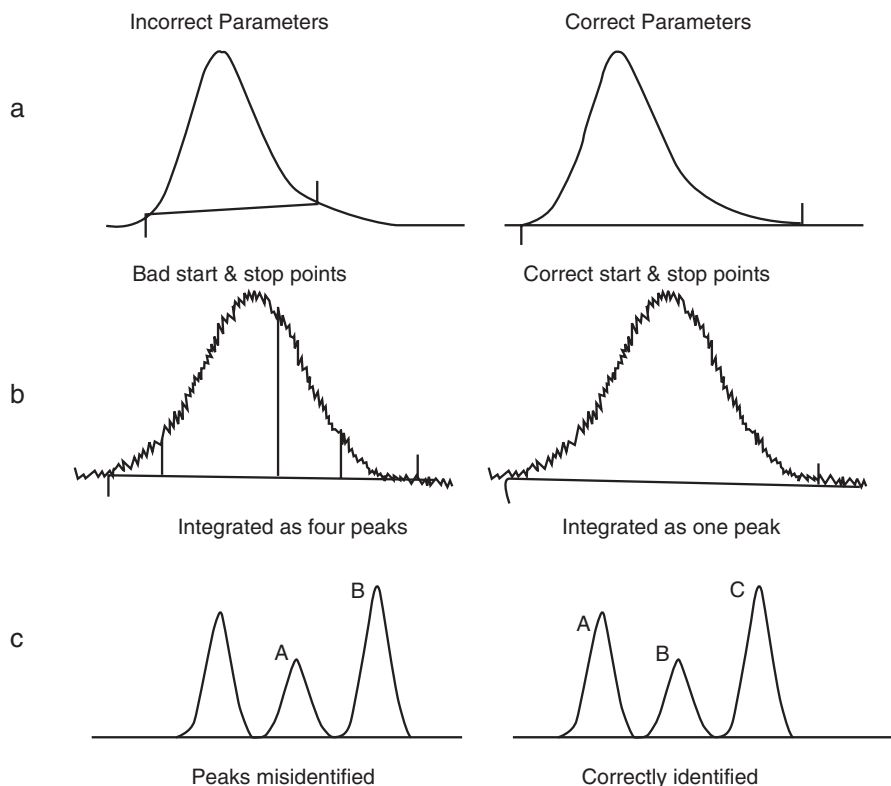 Incorrect Parameters
Correct Parameters
a
Bad start & stop points
Correct start & stop points
b
Integrated as four peaks
Integrated as one peak
c
B
A
C
A
B
Peaks misidentified
Correctly identified